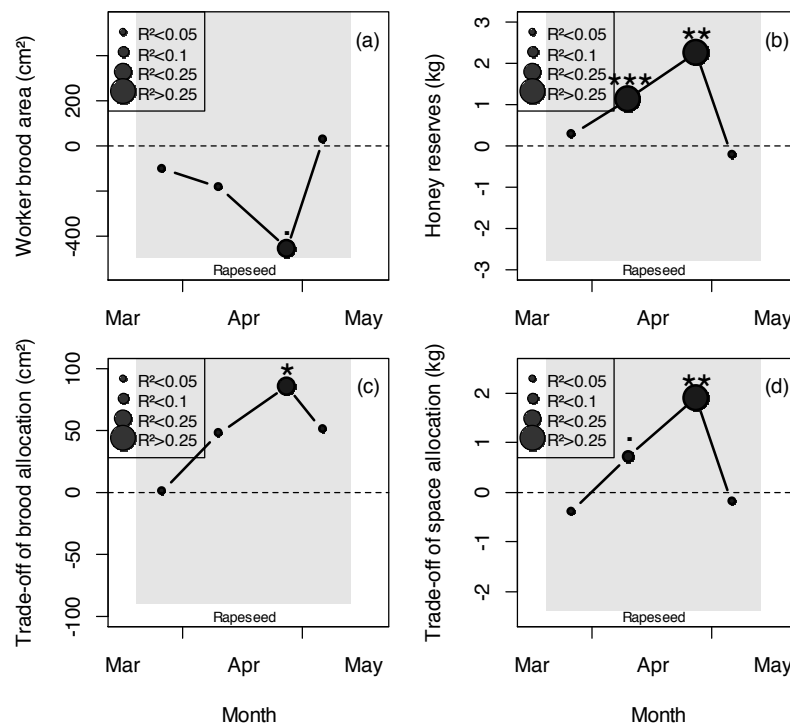 R²<0.05
R²<0.1
R²<0.25
R²>0.25
(a)
Worker brood area (cm²)
200
0
-400
Rapeseed
Mar
Apr
May
R²<0.05
R²<0.1
R²<0.25
R²>0.25
(b)
Honey reserves (kg)
***
**
3
2
1
0
-1
-2
-3
Rapeseed
Mar
Apr
May
R²<0.05
R²<0.1
R²<0.25
R²>0.25
(c)
Trade-off of brood allocation (cm²)
*
100
50
0
-50
-100
Rapeseed
Mar
Apr
May
Month
R²<0.05
R²<0.1
R²<0.25
R²>0.25
(d)
Trade-off of space allocation (kg)
**
.
2
1
0
-1
-2
Rapeseed
Mar
Apr
May
Month